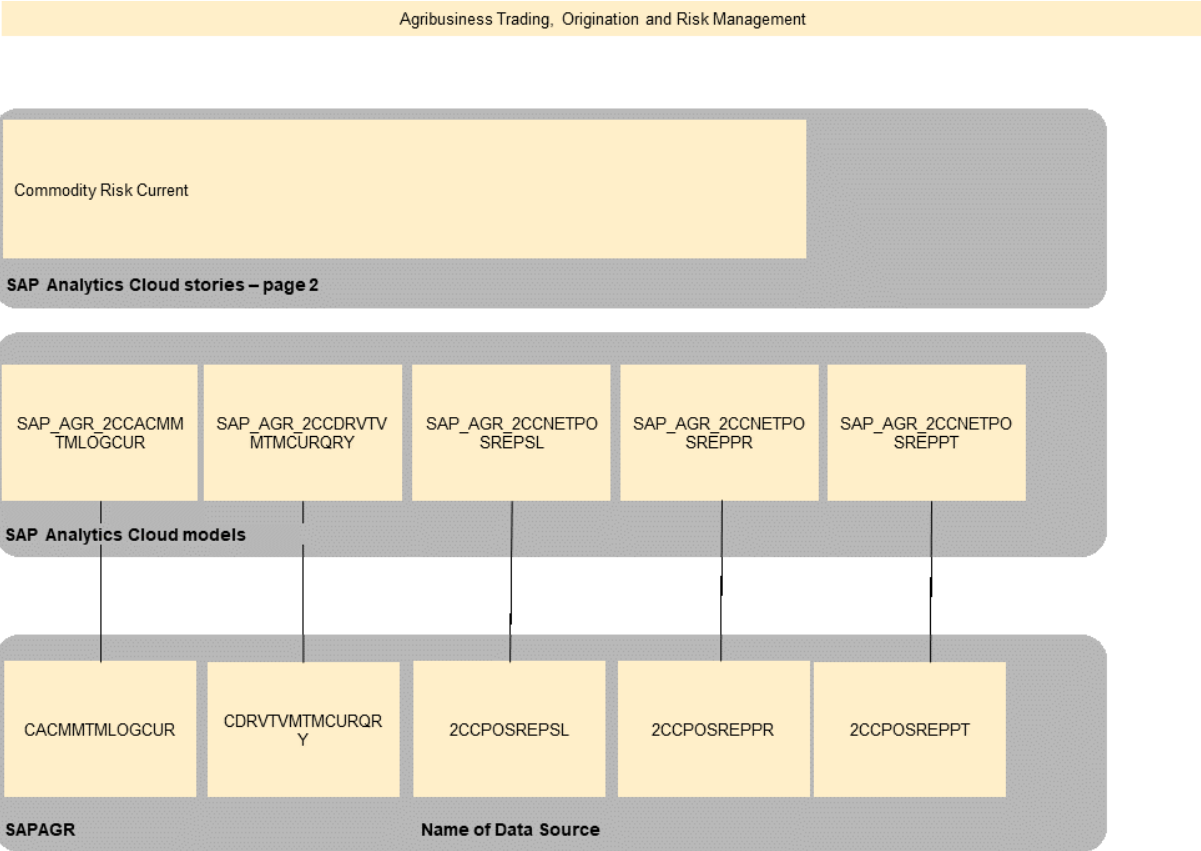 Agribusiness Trading, Origination and Risk Management
Commodity Risk Current
SAP Analytics Cloud stories – page 2
SAP_AGR_2CCACMM
TMLOGCUR
SAP_AGR_2CCDRVTV
MTMCURQRY
SAP_AGR_2CCNETPO
SREPSL
SAP_AGR_2CCNETPO
SREPPR
SAP_AGR_2CCNETPO
SREPPT
SAP Analytics Cloud models
CACMMTMLOGCUR
CDRVTVMTMCURQR
Y
2CCPOSREPSL
2CCPOSREPPR
2CCPOSREPPT
SAPAGR
Name of Data Source